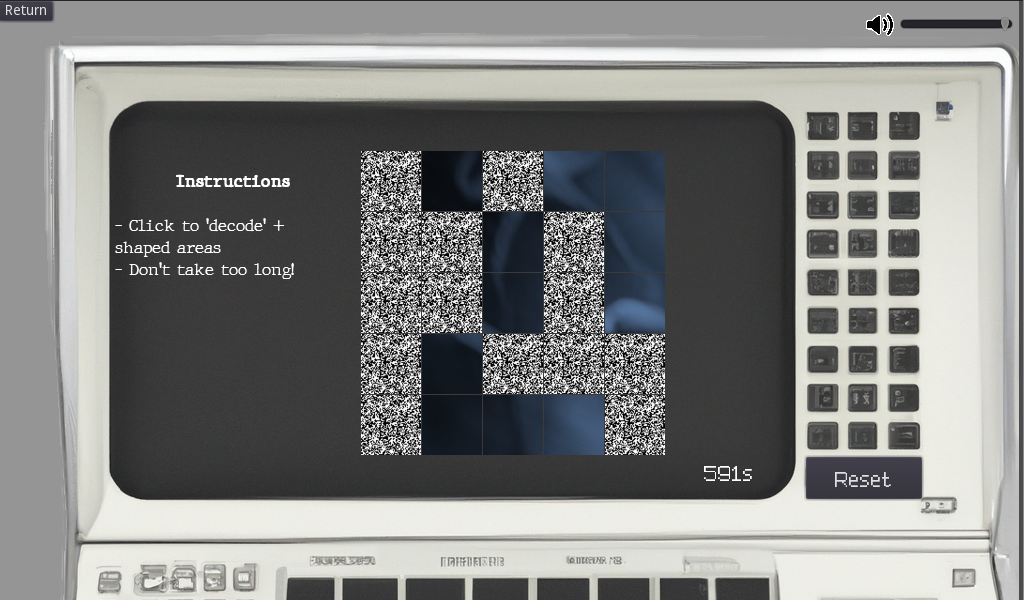 Return
Instructions
- Click to 'decode' +
shaped areas
- Don't take too long!
591s
Reset